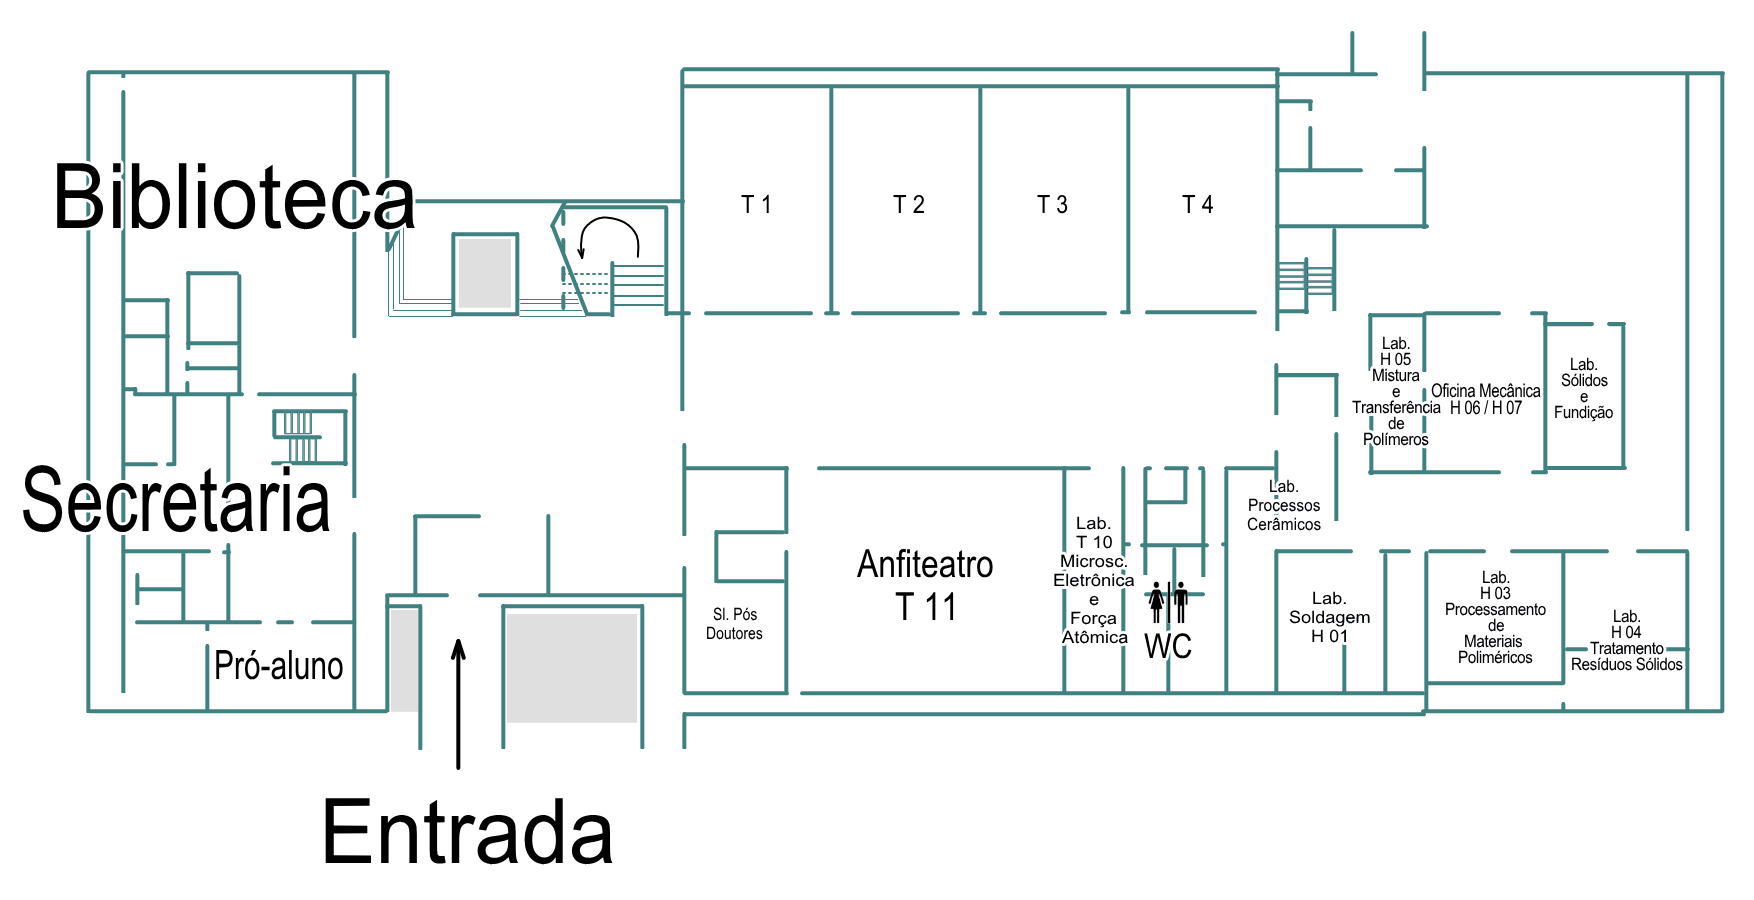 Biblioteca
T 1
T 2
T 3
T 4
Lab.
H 05
Mistura
e
Transferência
de
Polímeros
Oficina Mecânica
H 06 / H 07
Lab.
Sólidos
e
Fundição
Secretaria
Lab.
Processos
Cerâmicos
Anfiteatro
T 11
Lab.
T 10
Microsc.
Eletrônica
e
Força
Atômica
Sl. Pós
Doutores
WC
Lab.
Soldagem
H 01
Lab.
H 03
Processamento
de
Materiais
Poliméricos
Lab.
H 04
Tratamento
Resíduos Sólidos
Pró-aluno
Entrada